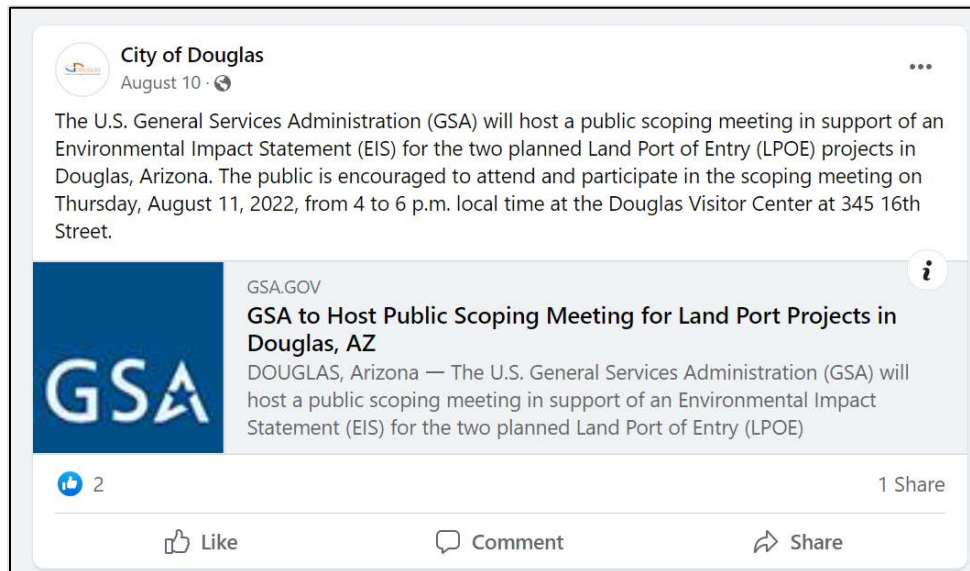 City of Douglas
August 10 ·
The U.S. General Services Administration (GSA) will host a public scoping meeting in support of an
Environmental Impact Statement (EIS) for the two planned Land Port of Entry (LPOE) projects in
Douglas, Arizona. The public is encouraged to attend and participate in the scoping meeting on
Thursday, August 11, 2022, from 4 to 6 p.m. local time at the Douglas Visitor Center at 345 16th
Street.
i
GSA
GSA.GOV
GSA to Host Public Scoping Meeting for Land Port Projects in
Douglas, AZ
DOUGLAS, Arizona — The U.S. General Services Administration (GSA) will
host a public scoping meeting in support of an Environmental Impact
Statement (EIS) for the two planned Land Port of Entry (LPOE)
2
1 Share
Like
Comment
Share